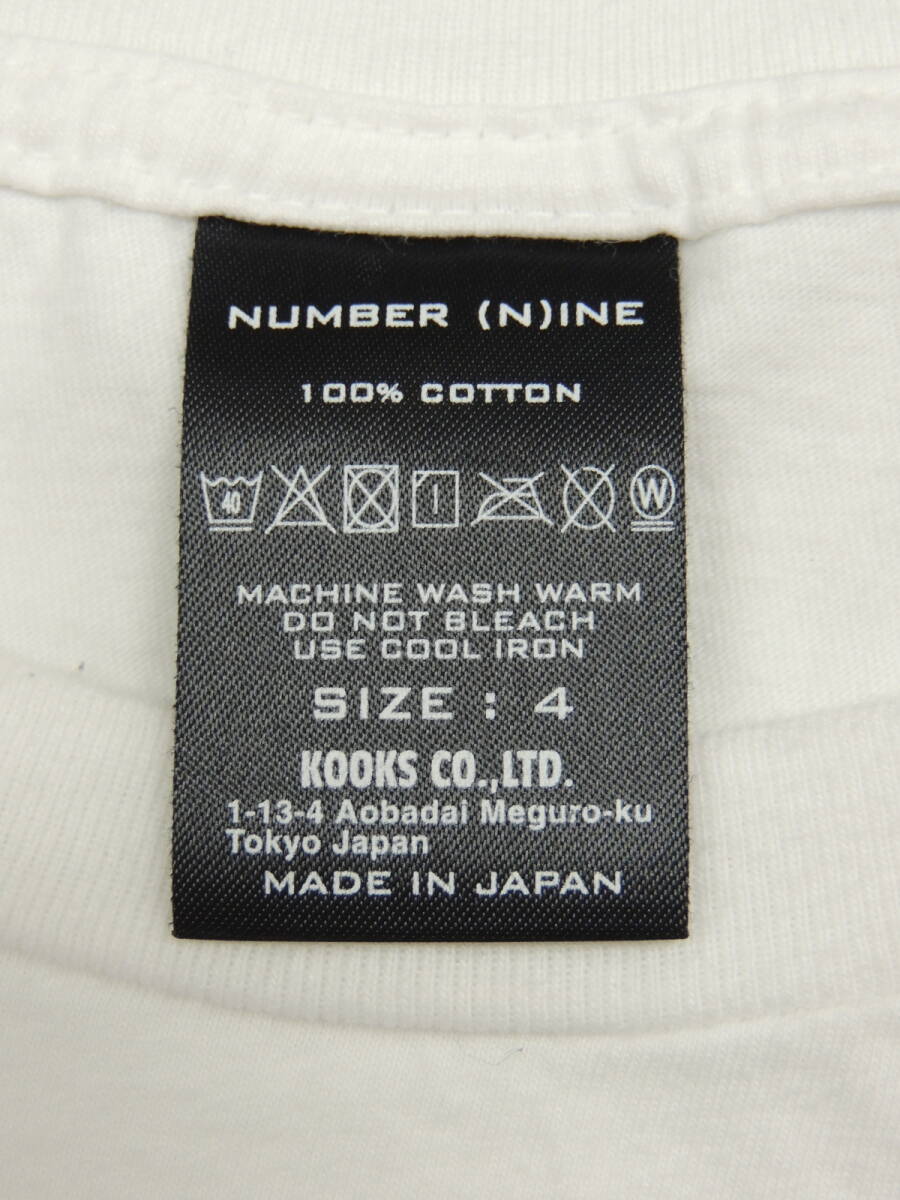 NUMBER (N)INE
100% COTTON
40 W
MACHINE WASH WARM
DO NOT BLEACH
USE COOL IRON
SIZE : 4
KOOKS CO.,LTD.
1-13-4 Aobadai Meguro-ku
Tokyo Japan
MADE IN JAPAN